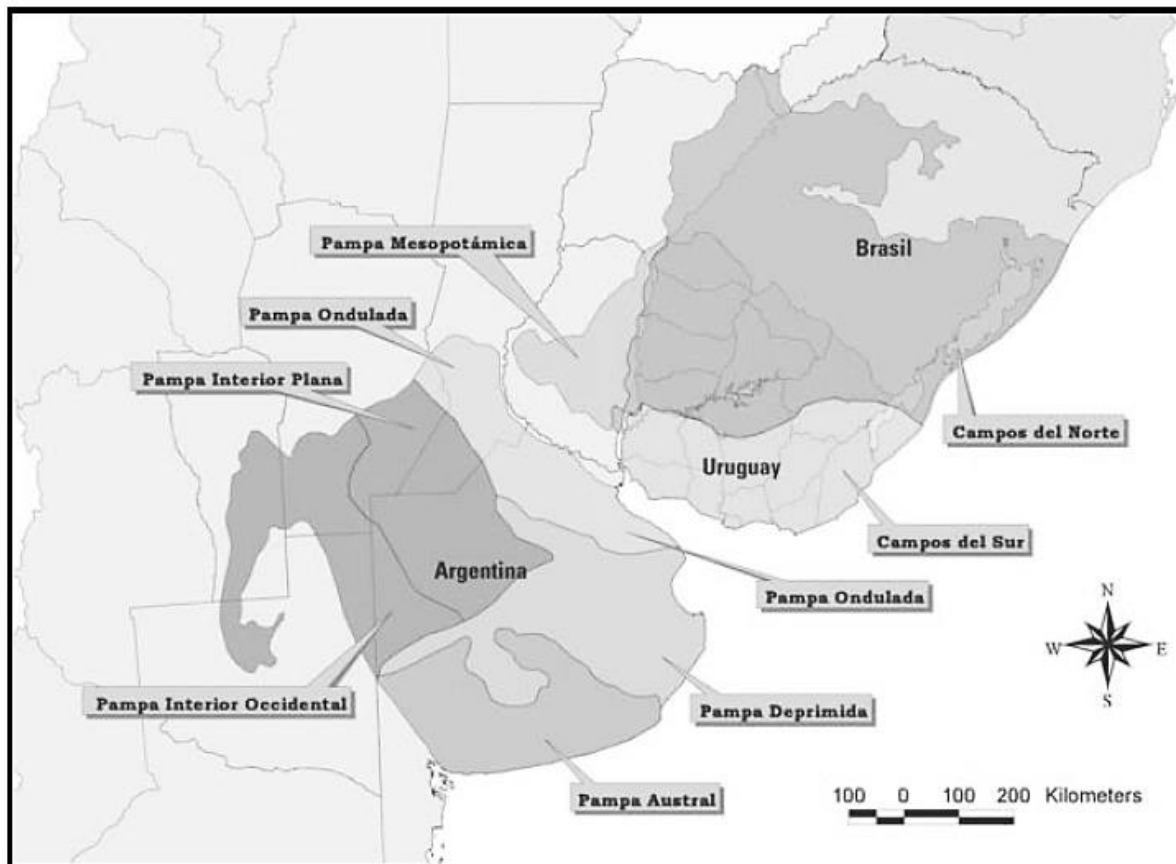 Pampa Mesopotámica
Brasil
Pampa Ondulada
Pampa Interior Plana
Campos del Norte
Uruguay
Campos del Sur
Argentina
Pampa Ondulada
N
W E
S
Pampa Interior Occidental
Pampa Deprimida
Pampa Austral
100 0 100 200 Kilometers